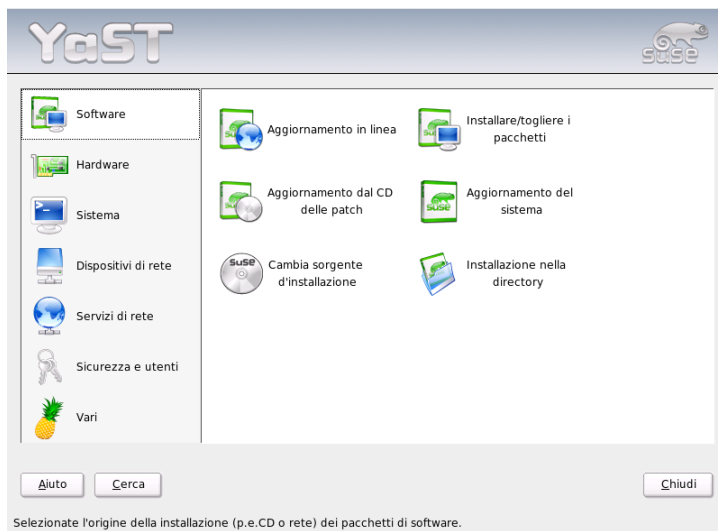 YaST
SUSE
Software
Hardware
Sistema
Dispositivi di rete
Servizi di rete
Sicurezza e utenti
Vari
Aggiornamento in linea
Installare/togliere i
pacchetti
Aggiornamento dal CD
delle patch
Aggiornamento del
sistema
Cambia sorgente
d'installazione
Installazione nella
directory
Aiuto
Cerca
Chiudi
Selezionate l'origine della installazione (p.e.CD o rete) dei pacchetti di software.